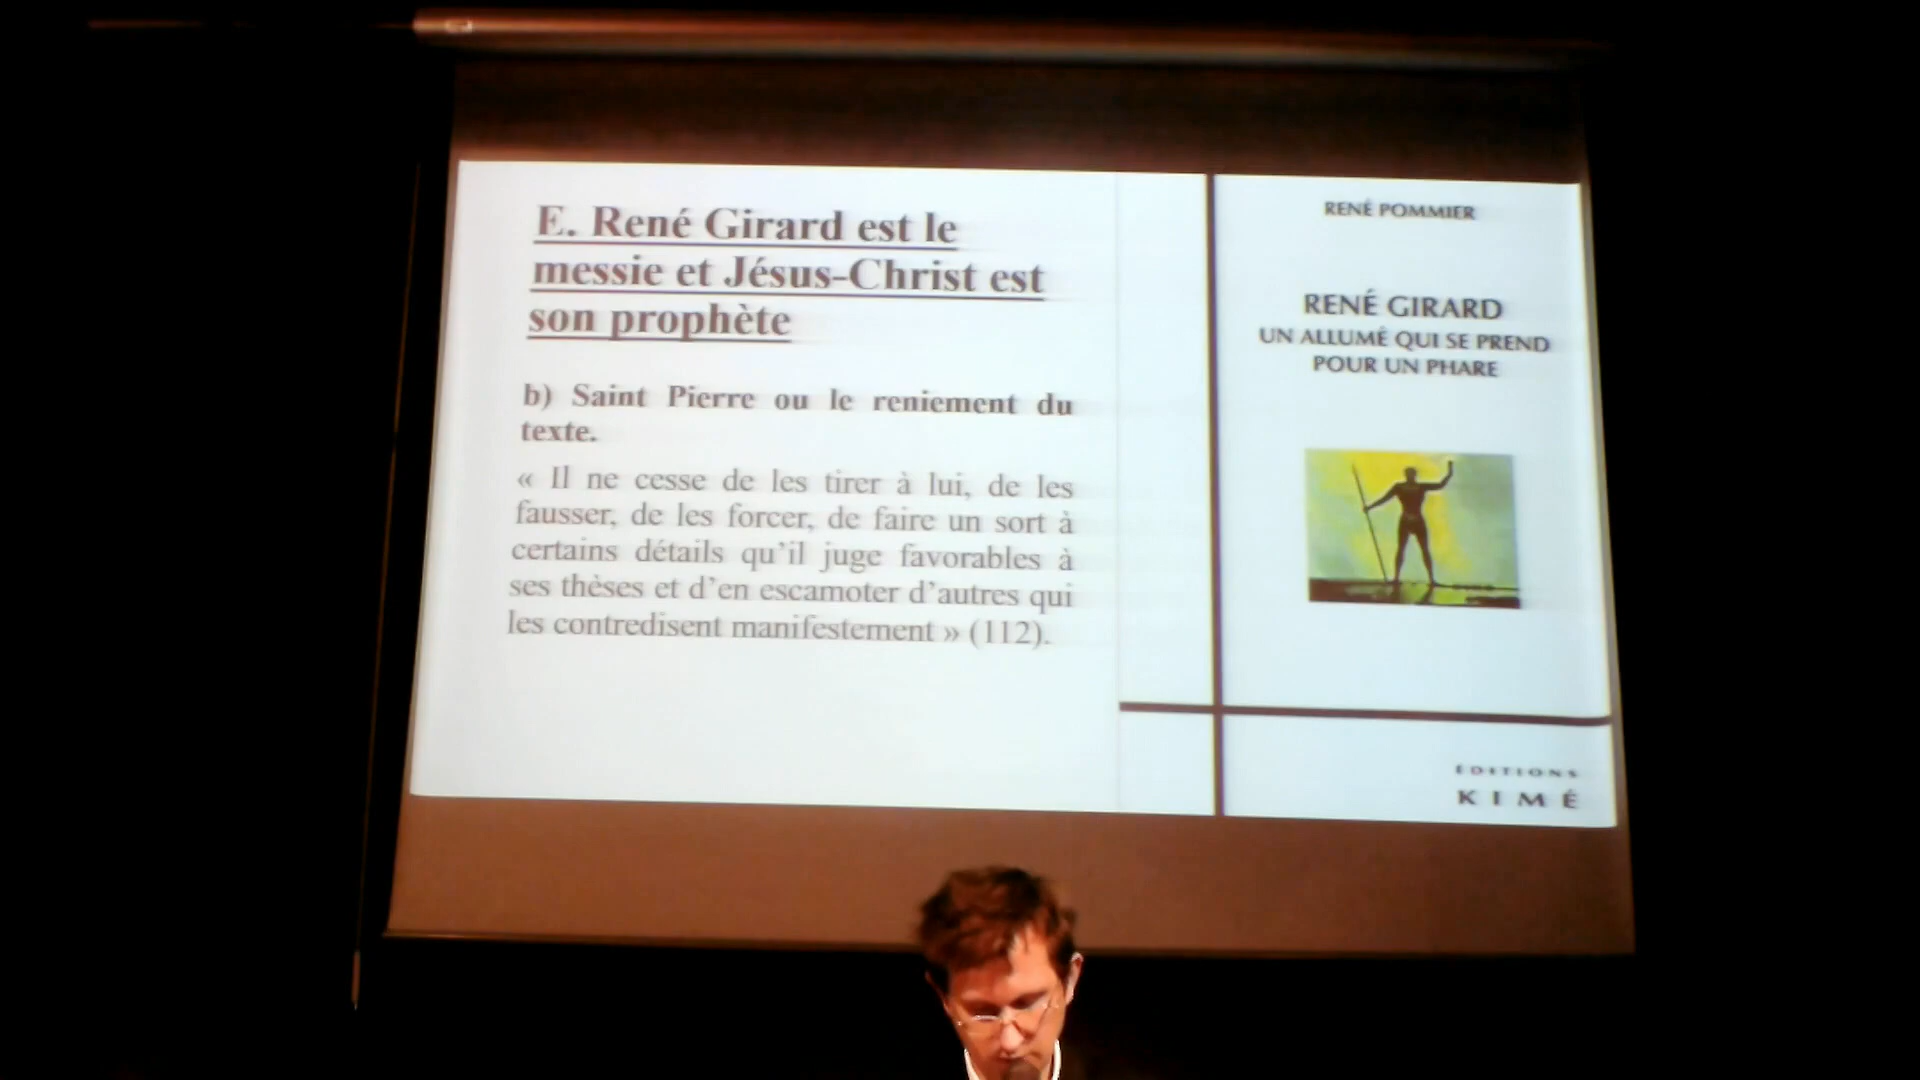 E. René Girard est le
messie et Jésus-Christ est
son prophète
b) Saint Pierre ou le reniement du
texte.
« Il ne cesse de les tirer à lui, de les
fausser, de les forcer, de faire un sort à
certains détails qu’il juge favorables à
ses thèses et d’en escamoter d’autres qui
les contredisent manifestement » (112).
RENÉ POMMIER
RENÉ GIRARD
UN ALLUMÉ QUI SE PREND
POUR UN PHARE
ÉDITIONS
KIMÉ